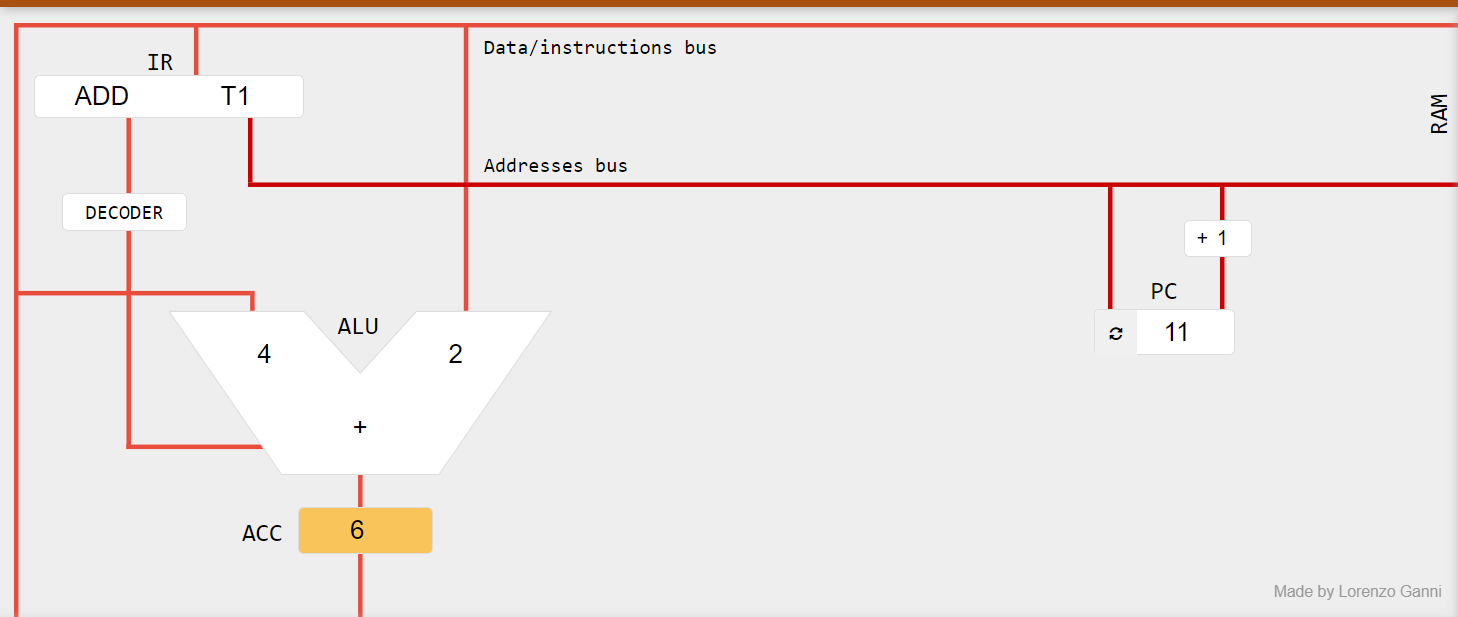 Data/instructions bus
IR
ADD T1
RAM
Addresses bus
DECODER
+ 1
PC
11
ALU
4 2
+
ACC 6
Made by Lorenzo Ganni